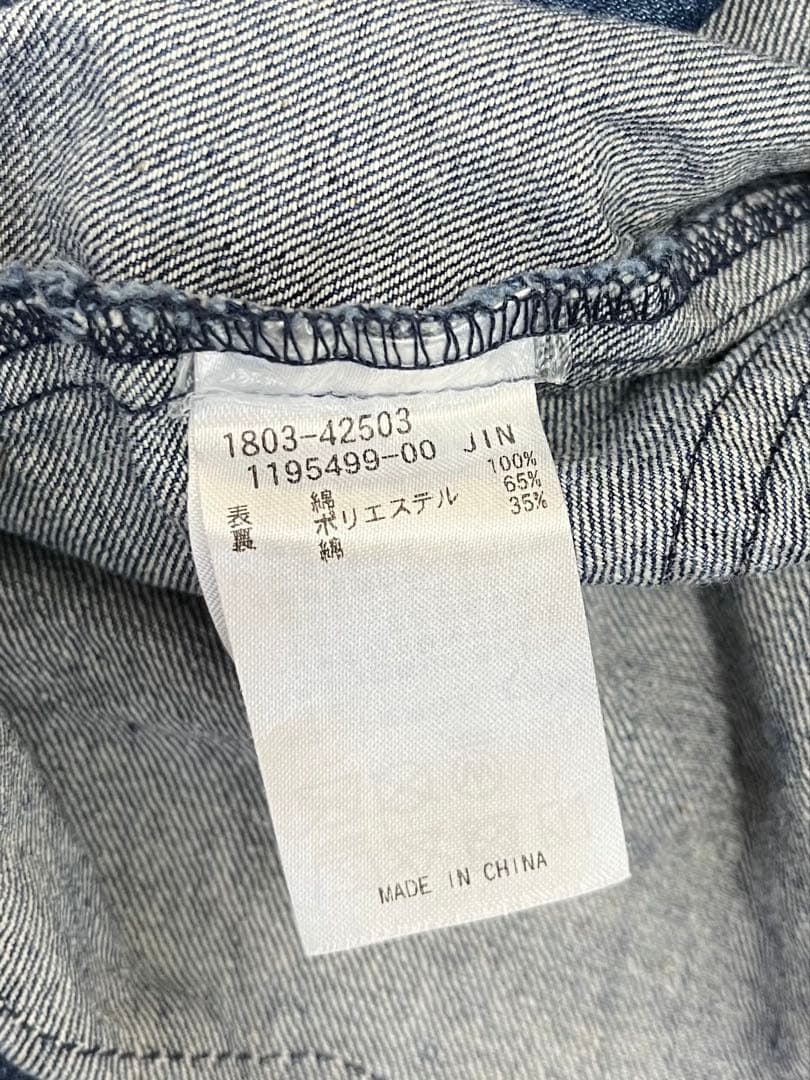 1803-42503
1195499-00 JIN
表 綿 100%
裏 ポリエステル 65%
綿 35%
MADE IN CHINA